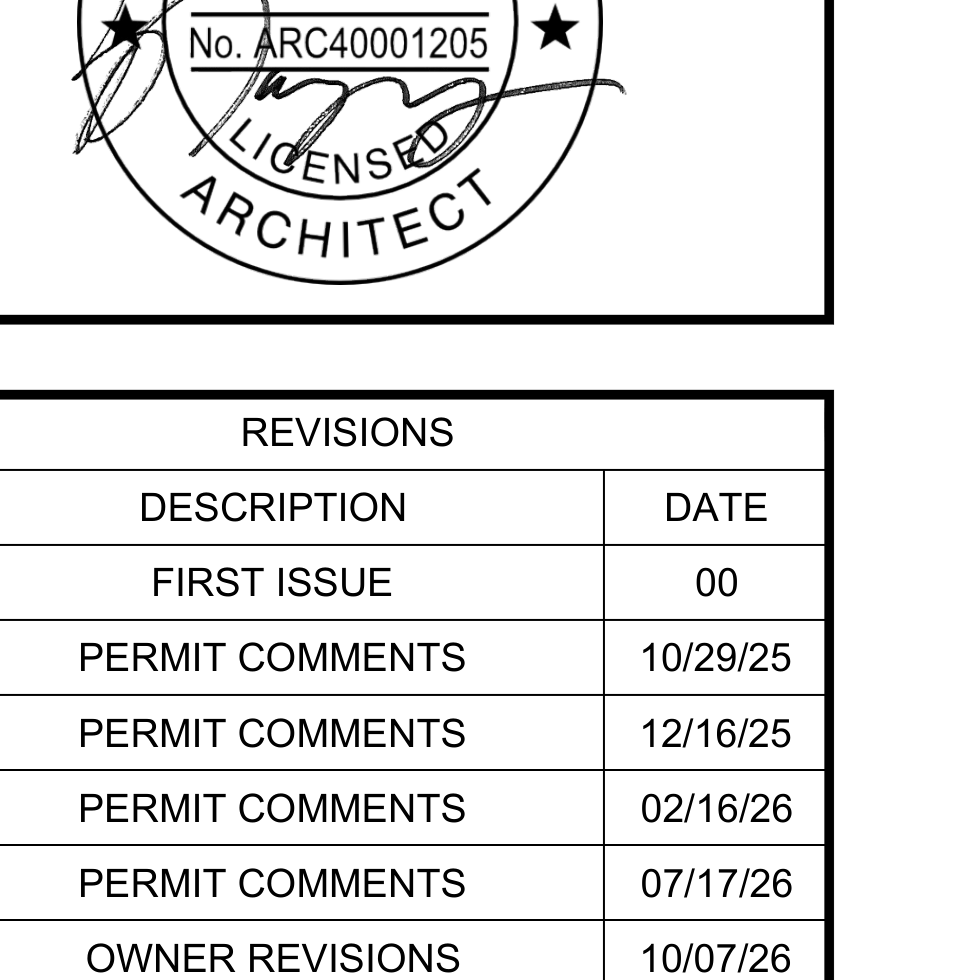 No. ARC40001205
LICENSED
ARCHITECT
REVISIONS
DESCRIPTION DATE
FIRST ISSUE 00
PERMIT COMMENTS 10/29/25
PERMIT COMMENTS 12/16/25
PERMIT COMMENTS 02/16/26
PERMIT COMMENTS 07/17/26
OWNER REVISIONS 10/07/26